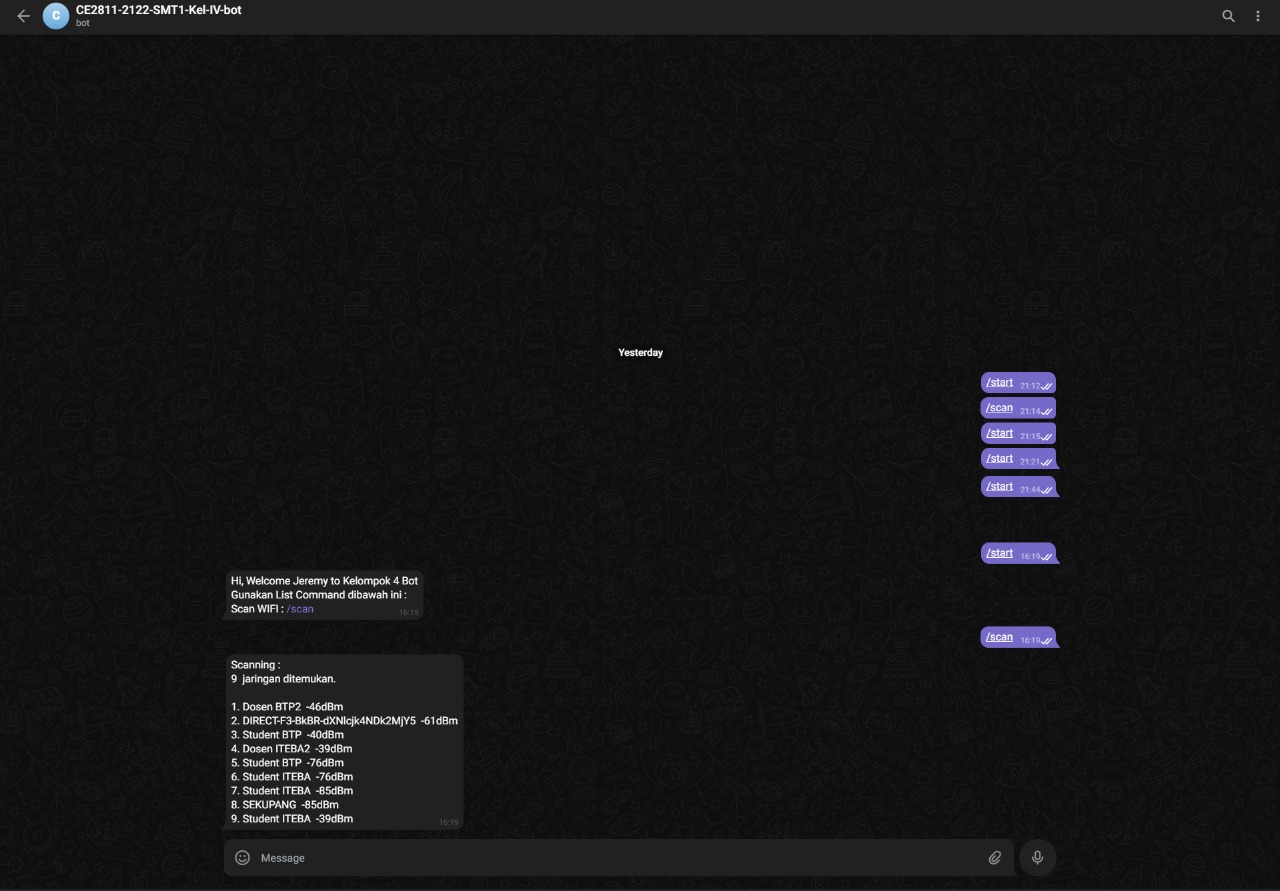 C
CE2811-2122-SMT1-Kel-IV-bot
bot
Yesterday
/start 21:12
/scan 21:14
/start 21:15
/start 21:21
/start 21:44
/start 16:19
Hi, Welcome Jeremy to Kelompok 4 Bot
Gunakan List Command dibawah ini :
Scan WIFI : /scan 16:19
/scan 16:19
Scanning :
9 jaringan ditemukan.
1. Dosen BTP2 -46dBm
2. DIRECT-F3-BkBR-dXNlcjk4NDk2MjY5 -61dBm
3. Student BTP -40dBm
4. Dosen ITEBA2 -39dBm
5. Student BTP -76dBm
6. Student ITEBA -76dBm
7. Student ITEBA -85dBm
8. SEKUPANG -85dBm
9. Student ITEBA -39dBm 16:19
Message